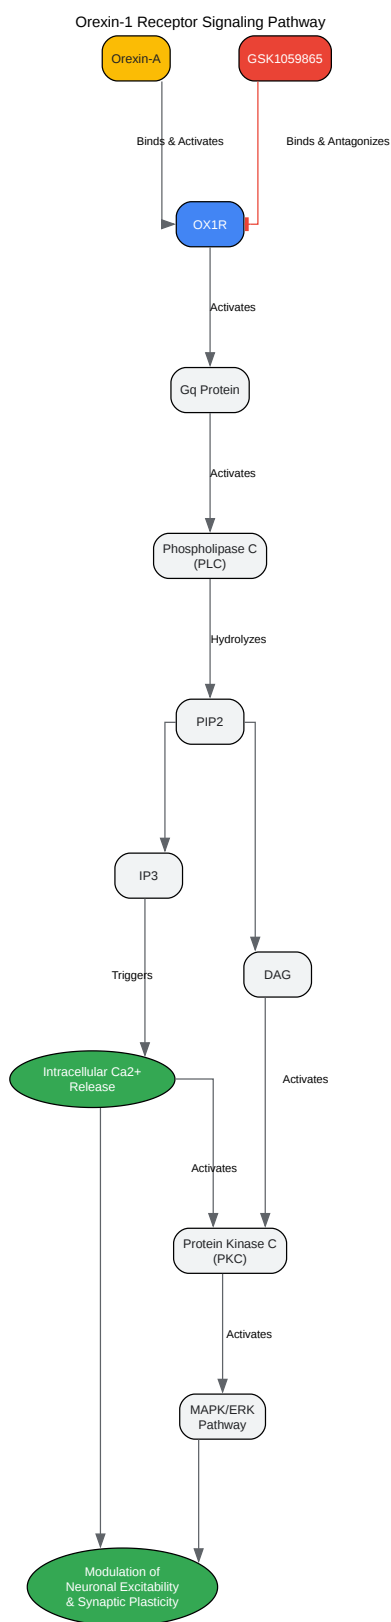 Orexin-1 Receptor Signaling Pathway
Orexin-A
GSK1059865
Binds & Activates
Binds & Antagonizes
OX1R
Activates
Gq Protein
Activates
Phospholipase C
(PLC)
Hydrolyzes
PIP2
IP3
DAG
Triggers
Intracellular Ca2+
Release
Activates
Activates
Protein Kinase C
(PKC)
Activates
MAPK/ERK
Pathway
Modulation of
Neuronal Excitability
& Synaptic Plasticity